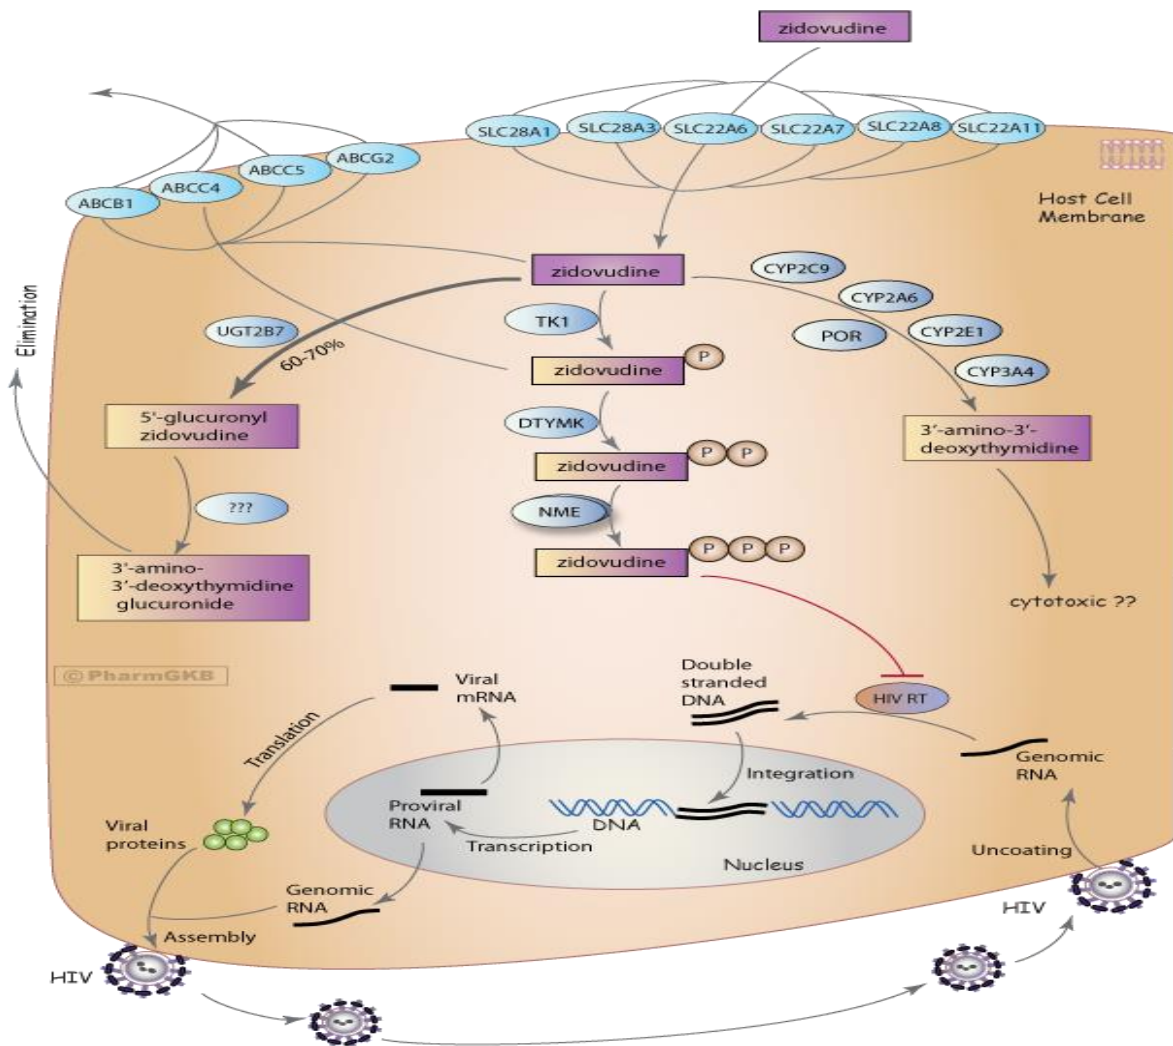 zidovudine
SLC28A1
SLC28A3
SLC22A6
SLC22A7
SLC22A8
SLC22A11
ABCB1
ABCC4
ABCC5
ABCG2
Host Cell
Membrane
zidovudine
CYP2C9
CYP2A6
CYP2E1
CYP3A4
POR
Elimination
UGT2B7
60-70%
TK1
zidovudine
P
5'-glucuronyl
zidovudine
DTYMK
zidovudine
P P
3'-amino-3'-
deoxythymidine
???
NME
zidovudine
P P P
3'-amino-
3'-deoxythymidine
glucuronide
cytotoxic ??
© PharmGKB
Viral
mRNA
Double
stranded
DNA
HIV RT
Genomic
RNA
Translation
Integration
Proviral
RNA
DNA
Transcription
Nucleus
Viral
proteins
Uncoating
Genomic
RNA
Assembly
HIV
HIV